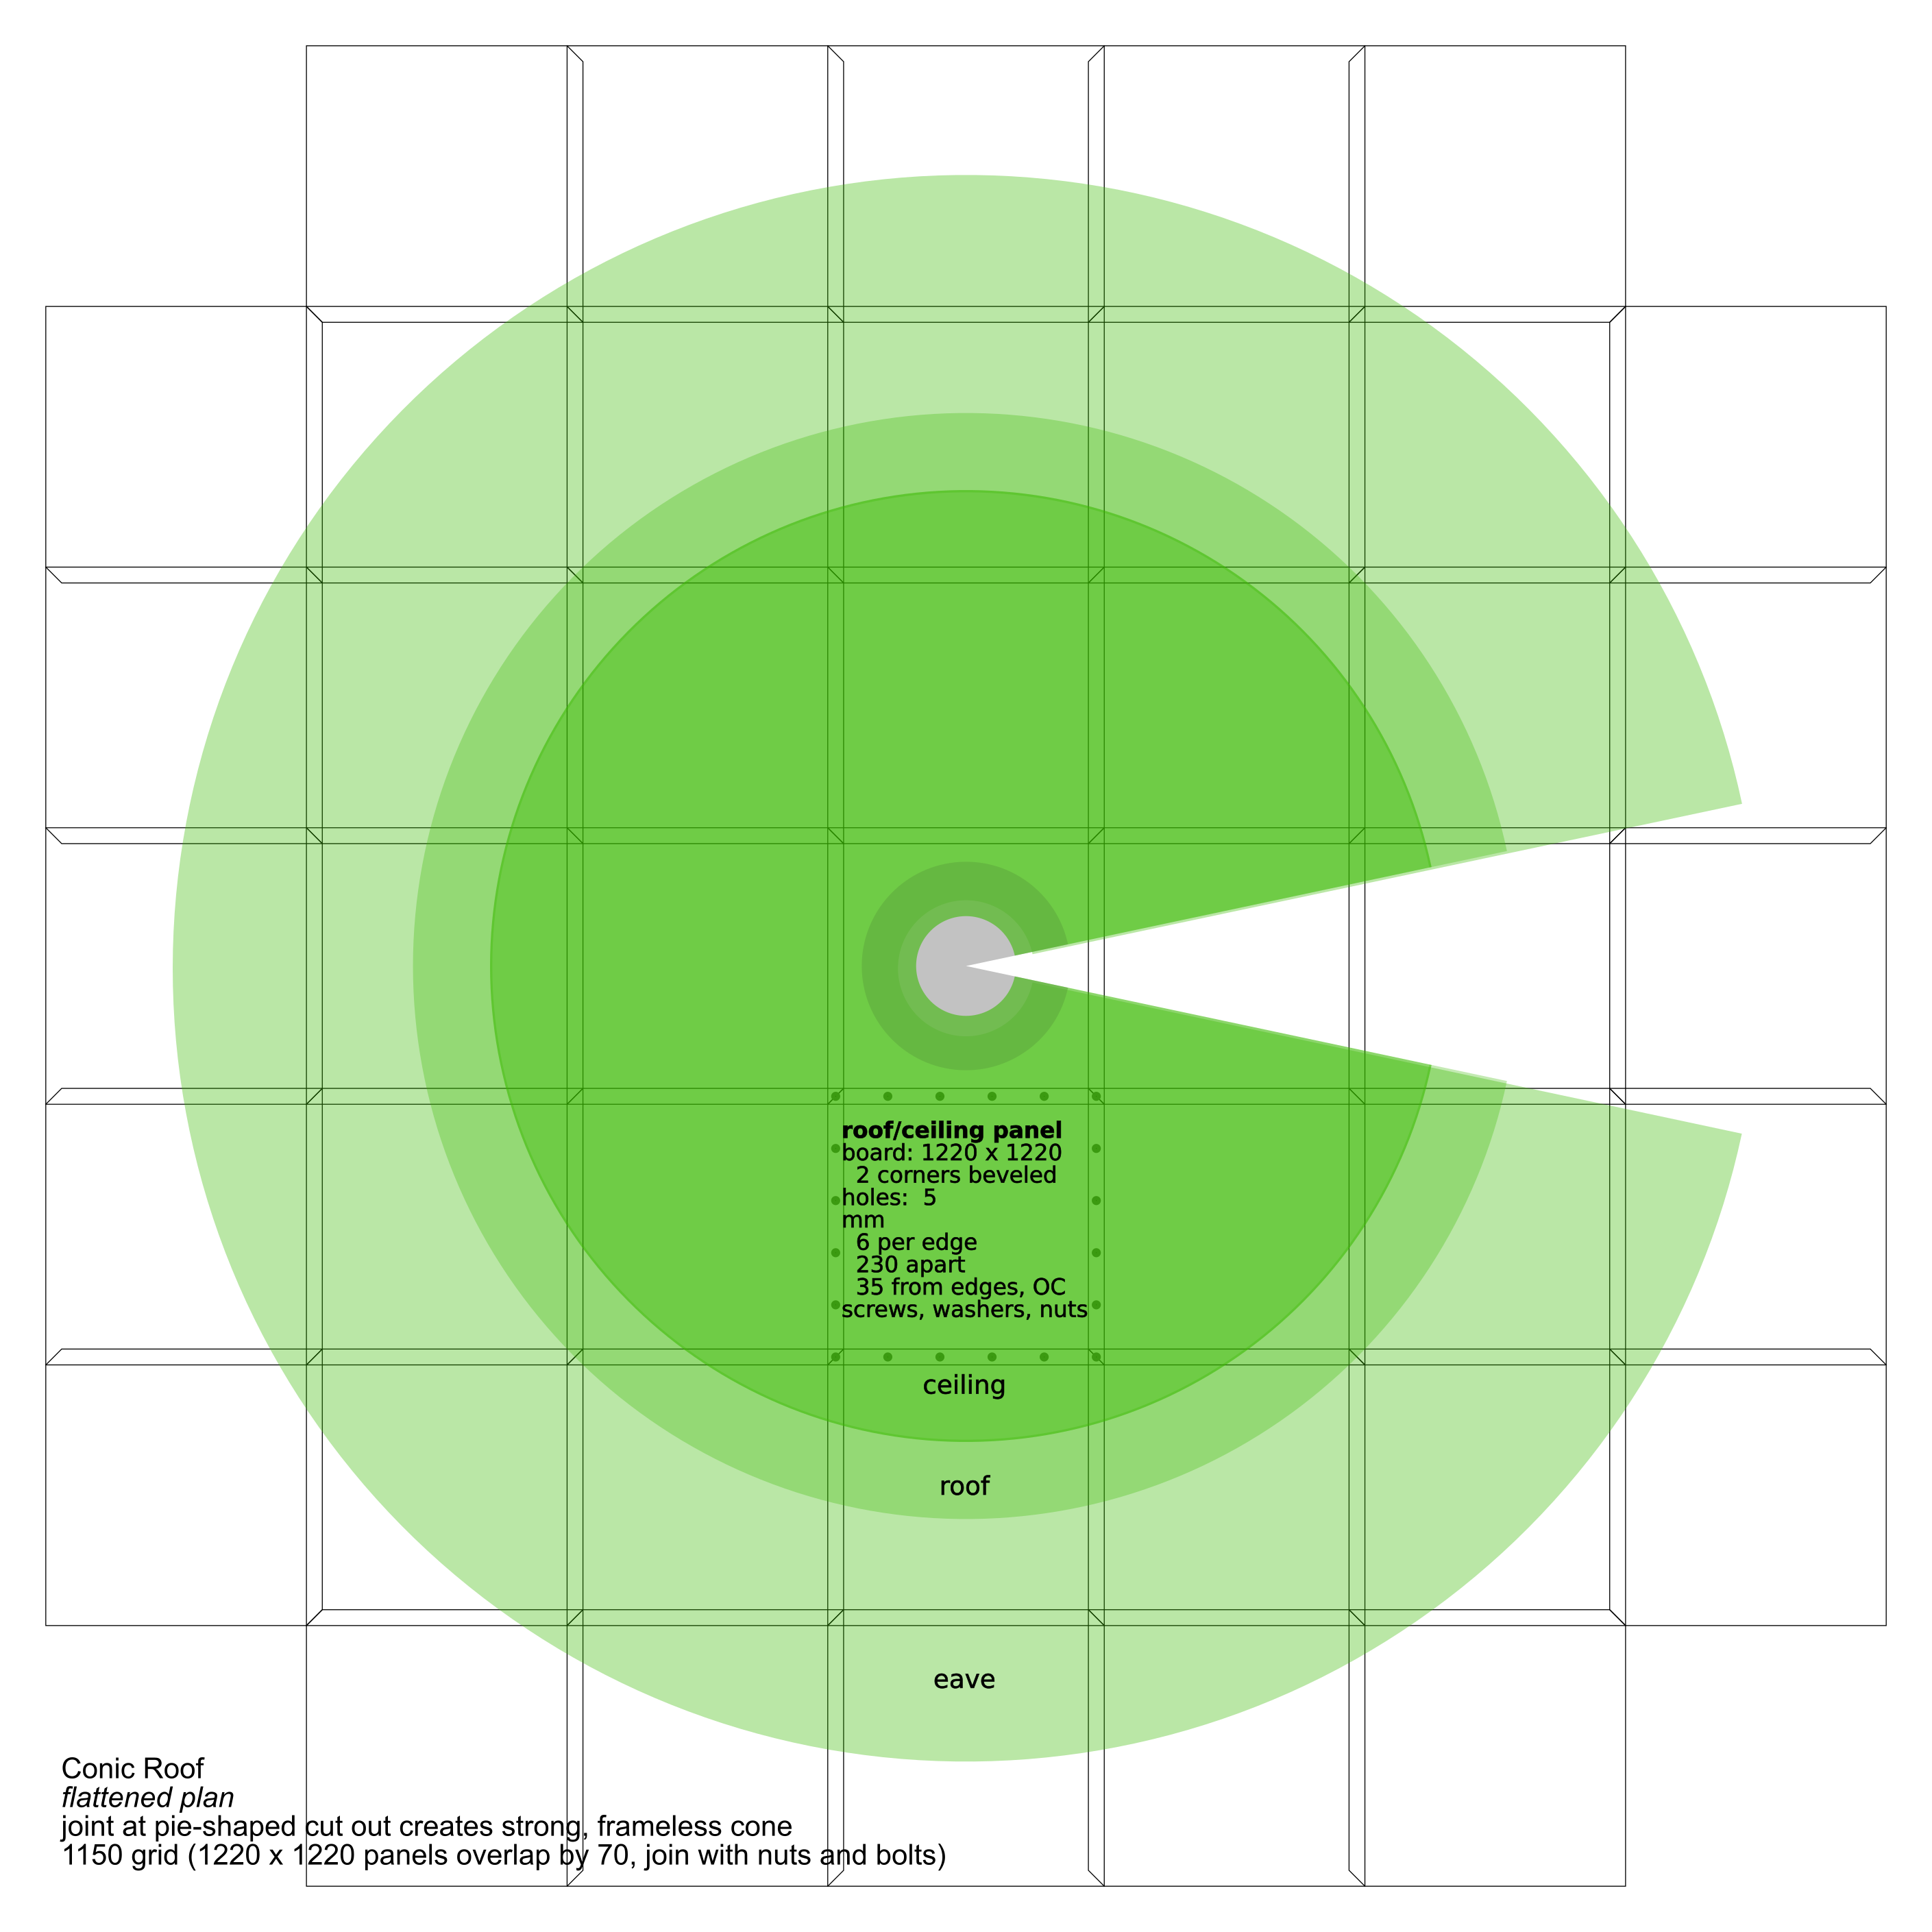 roof/ceiling panel
board: 1220 x 1220
2 corners beveled
holes:  5
mm
6 per edge
230 apart
35 from edges, OC
screws, washers, nuts
ceiling
roof
eave
Conic Roof
flattened plan
joint at pie-shaped cut out creates strong, frameless cone
1150 grid (1220 x 1220 panels overlap by 70, join with nuts and bolts)